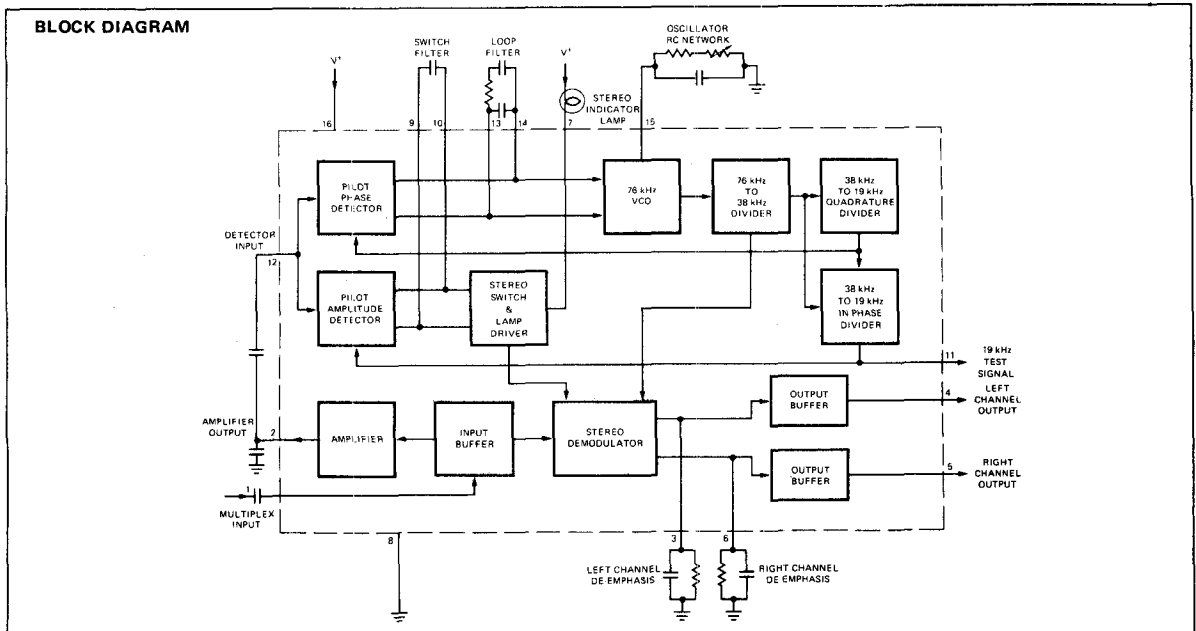 BLOCK DIAGRAM
SWITCH
FILTER
LOOP
FILTER
OSCILLATOR
RC NETWORK
V+
V+
STEREO
INDICATOR
LAMP
16
9
10
13
14
7
15
PILOT
PHASE
DETECTOR
76 kHz
VCO
76 kHz
TO
38 kHz
DIVIDER
38 kHz
TO 19 kHz
QUADRATURE
DIVIDER
DETECTOR
INPUT
12
PILOT
AMPLITUDE
DETECTOR
STEREO
SWITCH
&
LAMP
DRIVER
38 kHz
TO 19 kHz
IN PHASE
DIVIDER
11
19 kHz
TEST
SIGNAL
4
LEFT
CHANNEL
OUTPUT
AMPLIFIER
OUTPUT
2
AMPLIFIER
INPUT
BUFFER
STEREO
DEMODULATOR
OUTPUT
BUFFER
OUTPUT
BUFFER
5
RIGHT
CHANNEL
OUTPUT
1
MULTIPLEX
INPUT
8
3
6
LEFT CHANNEL
DE-EMPHASIS
RIGHT CHANNEL
DE EMPHASIS